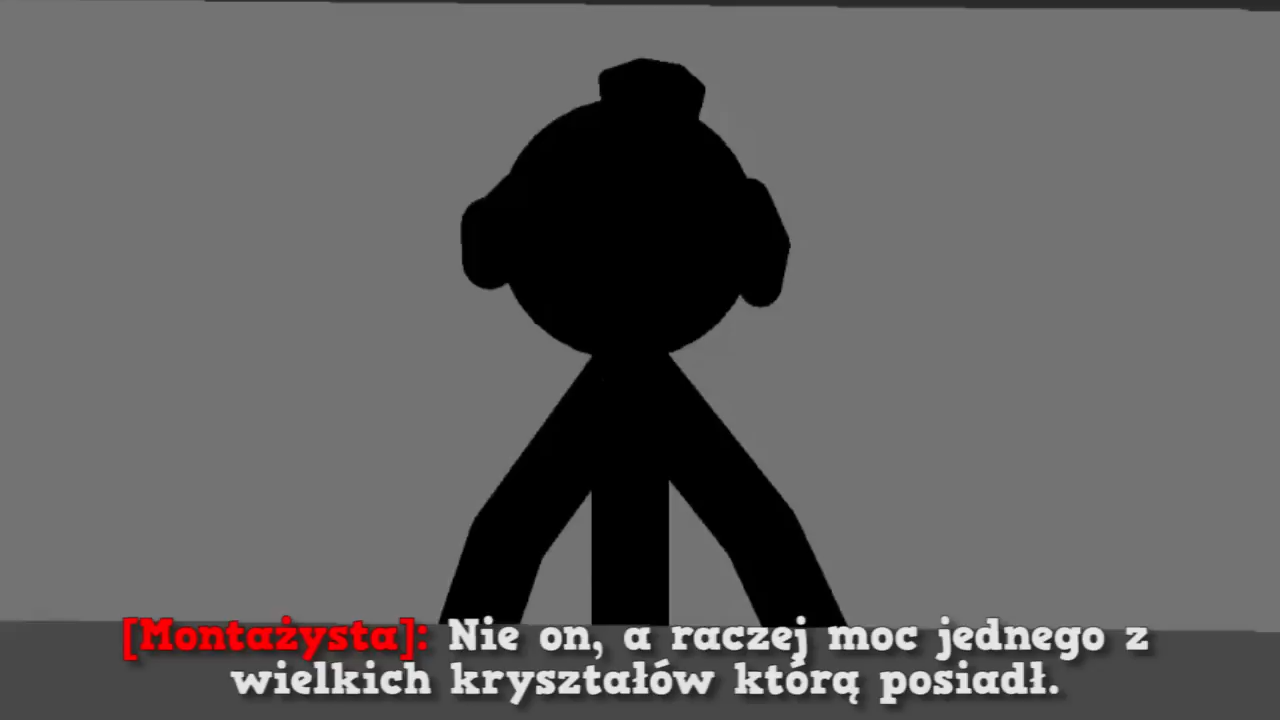 [Montażysta]: Nie on, a raczej moc jednego z
wielkich kryształów którą posiadł.